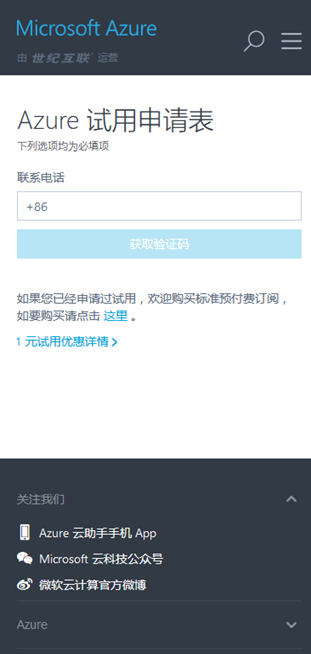 Microsoft Azure
由 世纪互联 运营
Azure 试用申请表
下列选项均为必填项
联系电话
+86
获取验证码
如果您已经申请过试用，欢迎购买标准预付费订阅，
如要购买请点击 这里 。
1 元试用优惠详情
关注我们
Azure 云助手手机 App
Microsoft 云科技公众号
微软云计算官方微博
Azure